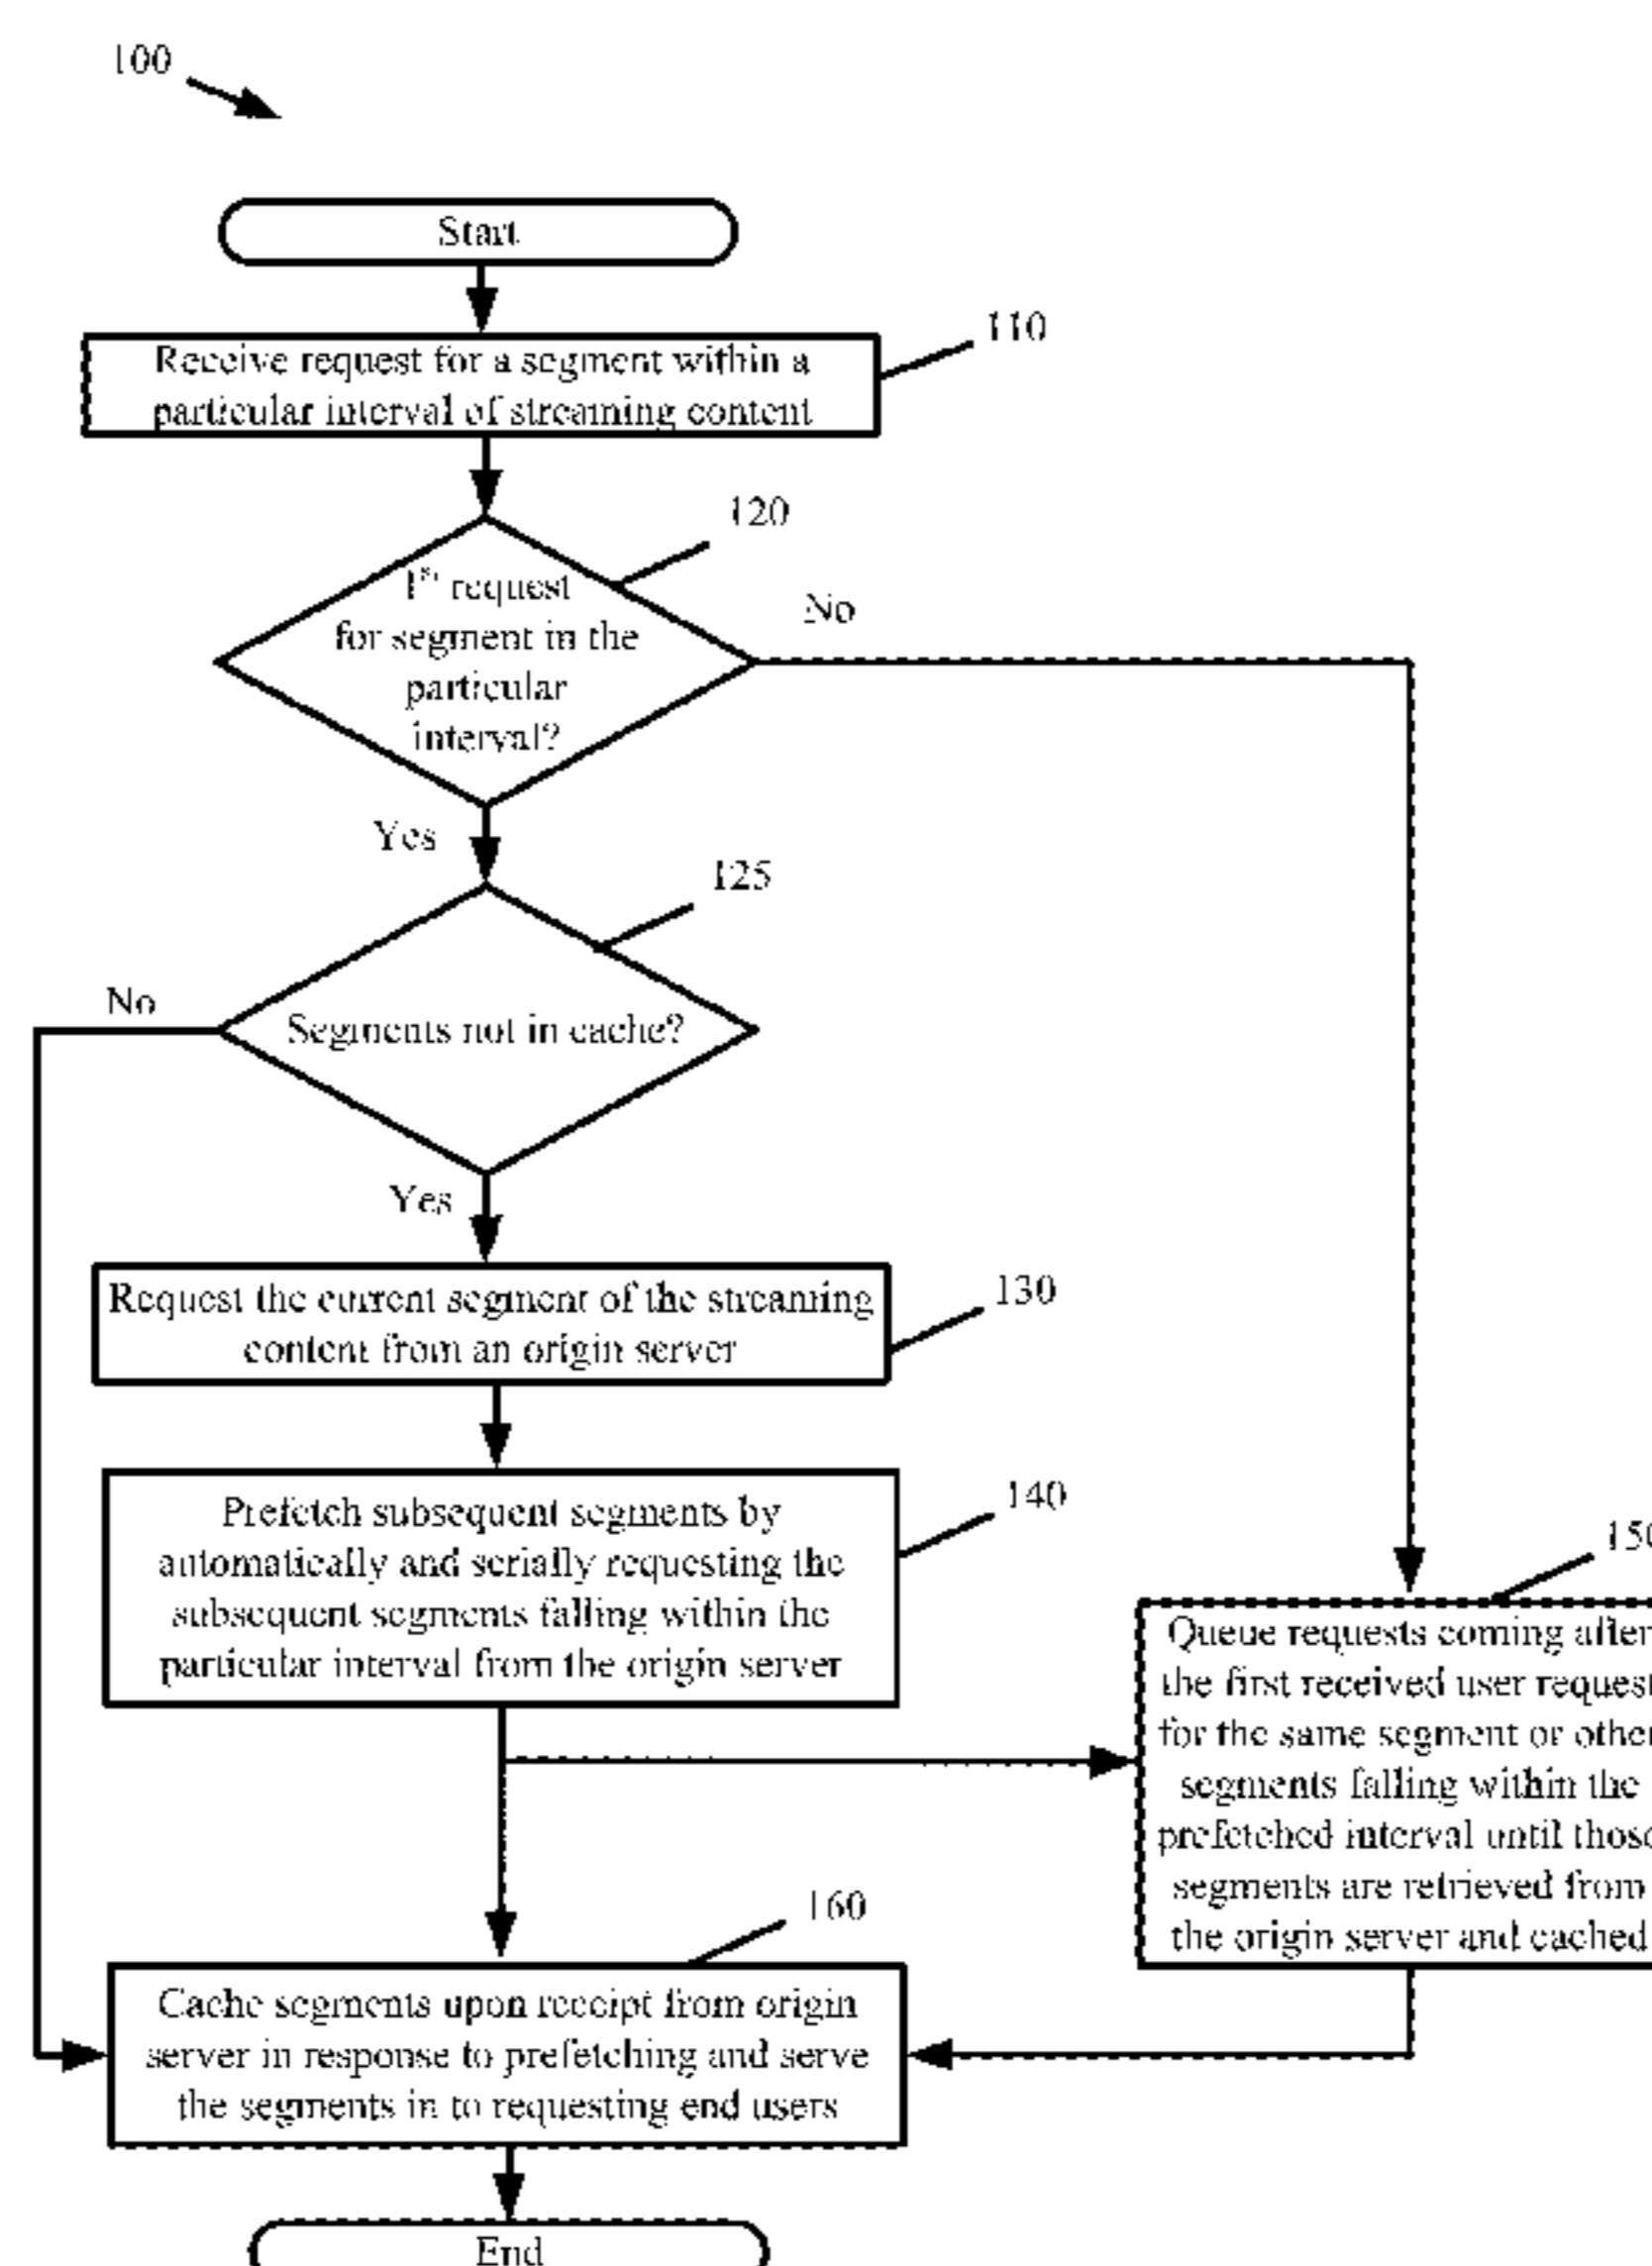 100
Start
110
Receive request for a segment within a
particular interval of streaming content
120
1st request
for segment in the
particular
interval?
No
Yes
125
No
Segments not in cache?
Yes
130
Request the current segment of the streaming
content from an origin server
140
Prefetch subsequent segments by
automatically and serially requesting the
subsequent segments falling within the
particular interval from the origin server
150
Queue requests coming after
the first received user request
for the same segment or other
segments falling within the
prefetched interval until those
segments are retrieved from
the origin server and cached
160
Cache segments upon receipt from origin
server in response to prefetching and serve
the segments in to requesting end users
End